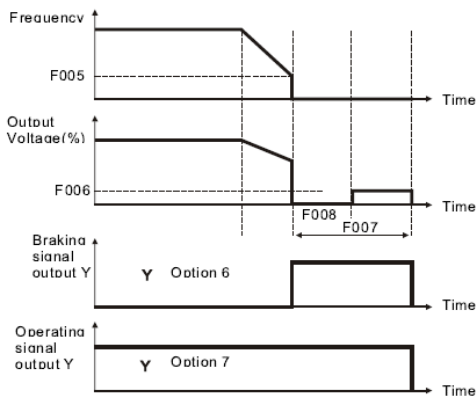 Frequency
F005
Time
Output
Voltage(%)
F006
F008
F007
Time
Braking
signal
output Y
Y Option 6
Time
Operating
signal
output Y
Y Option 7
Time